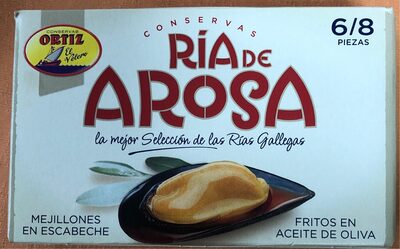 CONSERVAS
ORTIZ
El Velero
CONSERVAS
6/8
PIEZAS
RÍA DE
AROSA
la mejor Selección de las Rías Gallegas
MEJILLONES
EN ESCABECHE
FRITOS EN
ACEITE DE OLIVA